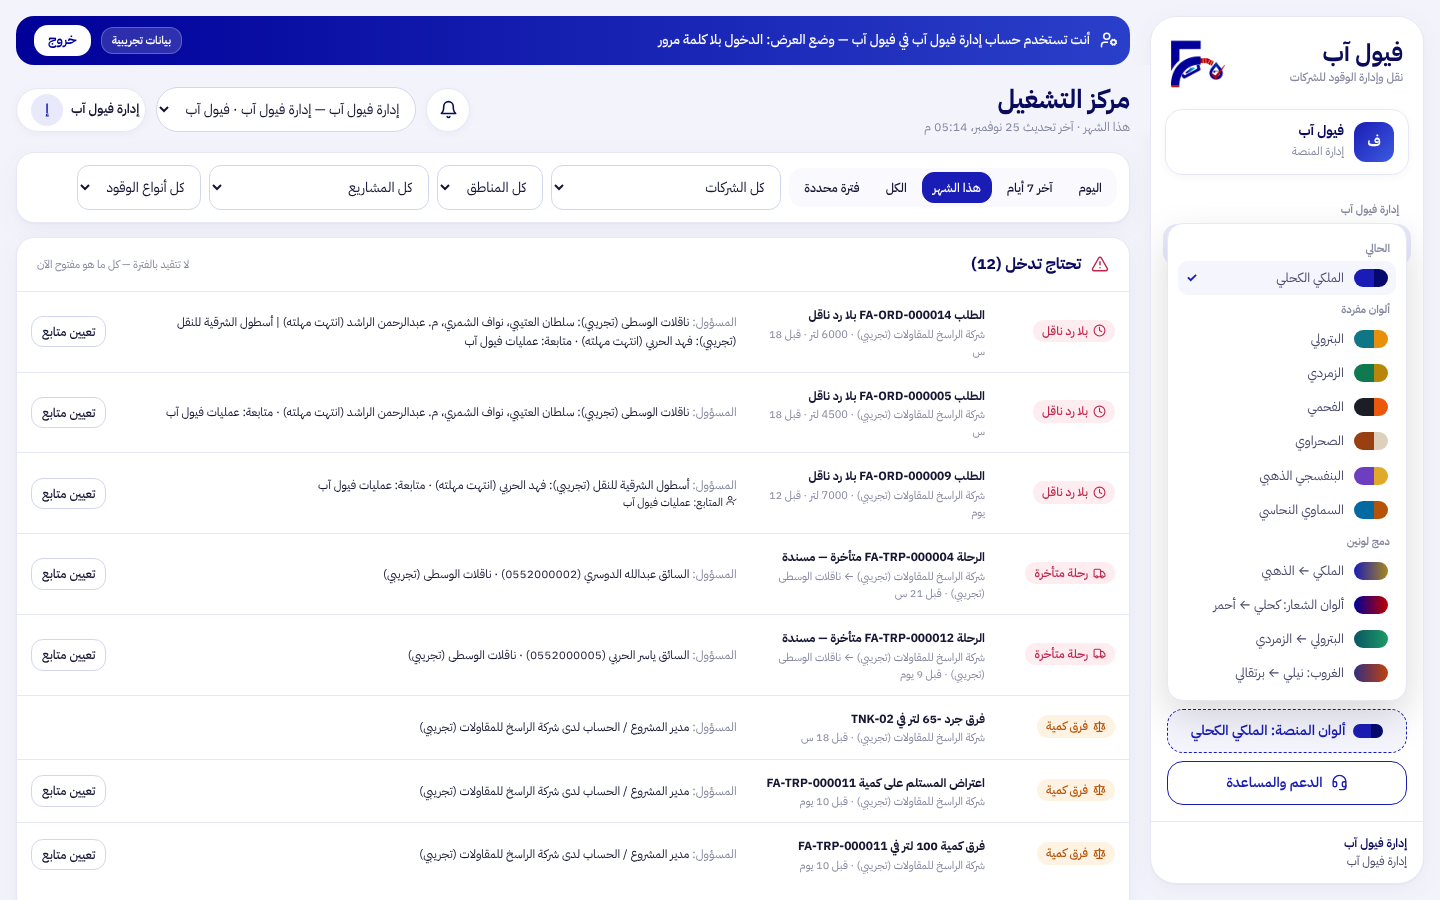 فيول آب
نقل وإدارة الوقود للشركات
ف
فيول آب
إدارة المنصة
إدارة فيول آب
الحالي
الملكي الكحلي
ألوان مفردة
البترولي
الزمردي
الفحمي
الصحراوي
البنفسجي الذهبي
السماوي النحاسي
دمج لونين
الملكي ← الذهبي
ألوان الشعار: كحلي ← أحمر
البترولي ← الزمردي
الغروب: نيلي ← برتقالي
ألوان المنصة: الملكي الكحلي
الدعم والمساعدة
إدارة فيول آب
إدارة فيول آب
أنت تستخدم حساب إدارة فيول آب في فيول آب — وضع العرض: الدخول بلا كلمة مرور
بيانات تجريبية
خروج
مركز التشغيل
هذا الشهر · آخر تحديث 25 نوفمبر، 05:14 م
إدارة فيول آب — إدارة فيول آب · فيول آب
إدارة فيول آب
إ
اليوم
آخر 7 أيام
هذا الشهر
الكل
فترة محددة
كل الشركات
كل المناطق
كل المشاريع
كل أنواع الوقود
تحتاج تدخل (12)
لا تتقيد بالفترة — كل ما هو مفتوح الآن
بلا رد ناقل
الطلب FA-ORD-000014 بلا رد ناقل
شركة الراسخ للمقاولات (تجريبي) · 6000 لتر · قبل 18
س
المسؤول: ناقلات الوسطى (تجريبي): سلطان العتيبي، نواف الشمري، م. عبدالرحمن الراشد (انتهت مهلته) | أسطول الشرقية للنقل
(تجريبي): فهد الحربي (انتهت مهلته) · متابعة: عمليات فيول آب
تعيين متابع
بلا رد ناقل
الطلب FA-ORD-000005 بلا رد ناقل
شركة الراسخ للمقاولات (تجريبي) · 4500 لتر · قبل 18
س
المسؤول: ناقلات الوسطى (تجريبي): سلطان العتيبي، نواف الشمري، م. عبدالرحمن الراشد (انتهت مهلته) · متابعة: عمليات فيول آب
تعيين متابع
بلا رد ناقل
الطلب FA-ORD-000009 بلا رد ناقل
شركة الراسخ للمقاولات (تجريبي) · 7000 لتر · قبل 12
يوم
المسؤول: أسطول الشرقية للنقل (تجريبي): فهد الحربي (انتهت مهلته) · متابعة: عمليات فيول آب
المتابع: عمليات فيول آب
تعيين متابع
رحلة متأخرة
الرحلة FA-TRP-000004 متأخرة — مسندة
شركة الراسخ للمقاولات (تجريبي) ← ناقلات الوسطى
(تجريبي) · قبل 21 س
المسؤول: السائق عبدالله الدوسري (0552000002) · ناقلات الوسطى (تجريبي)
تعيين متابع
رحلة متأخرة
الرحلة FA-TRP-000012 متأخرة — مسندة
شركة الراسخ للمقاولات (تجريبي) ← ناقلات الوسطى
(تجريبي) · قبل 9 يوم
المسؤول: السائق ياسر الحربي (0552000005) · ناقلات الوسطى (تجريبي)
تعيين متابع
فرق كمية
فرق جرد -65 لتر في TNK-02
شركة الراسخ للمقاولات (تجريبي) · قبل 18 س
المسؤول: مدير المشروع / الحساب لدى شركة الراسخ للمقاولات (تجريبي)
فرق كمية
اعتراض المستلم على كمية FA-TRP-000011
شركة الراسخ للمقاولات (تجريبي) · قبل 10 يوم
المسؤول: مدير المشروع / الحساب لدى شركة الراسخ للمقاولات (تجريبي)
تعيين متابع
فرق كمية
فرق كمية 100 لتر في FA-TRP-000011
شركة الراسخ للمقاولات (تجريبي) · قبل 10 يوم
المسؤول: مدير المشروع / الحساب لدى شركة الراسخ للمقاولات (تجريبي)
تعيين متابع